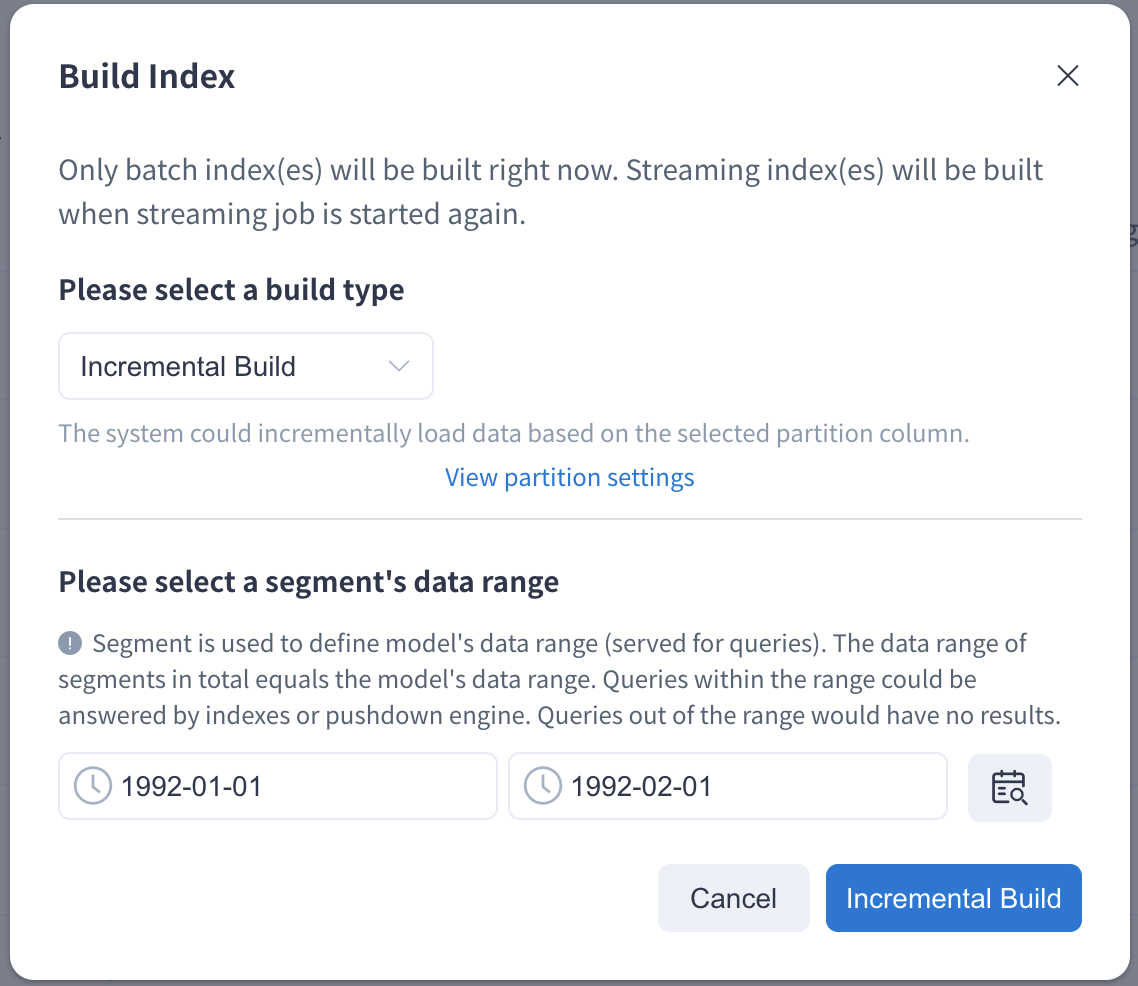 Build Index
Only batch index(es) will be built right now. Streaming index(es) will be built
when streaming job is started again.
Please select a build type
Incremental Build
The system could incrementally load data based on the selected partition column.
View partition settings
Please select a segment's data range
Segment is used to define model's data range (served for queries). The data range of
segments in total equals the model's data range. Queries within the range could be
answered by indexes or pushdown engine. Queries out of the range would have no results.
1992-01-01
1992-02-01
Cancel
Incremental Build